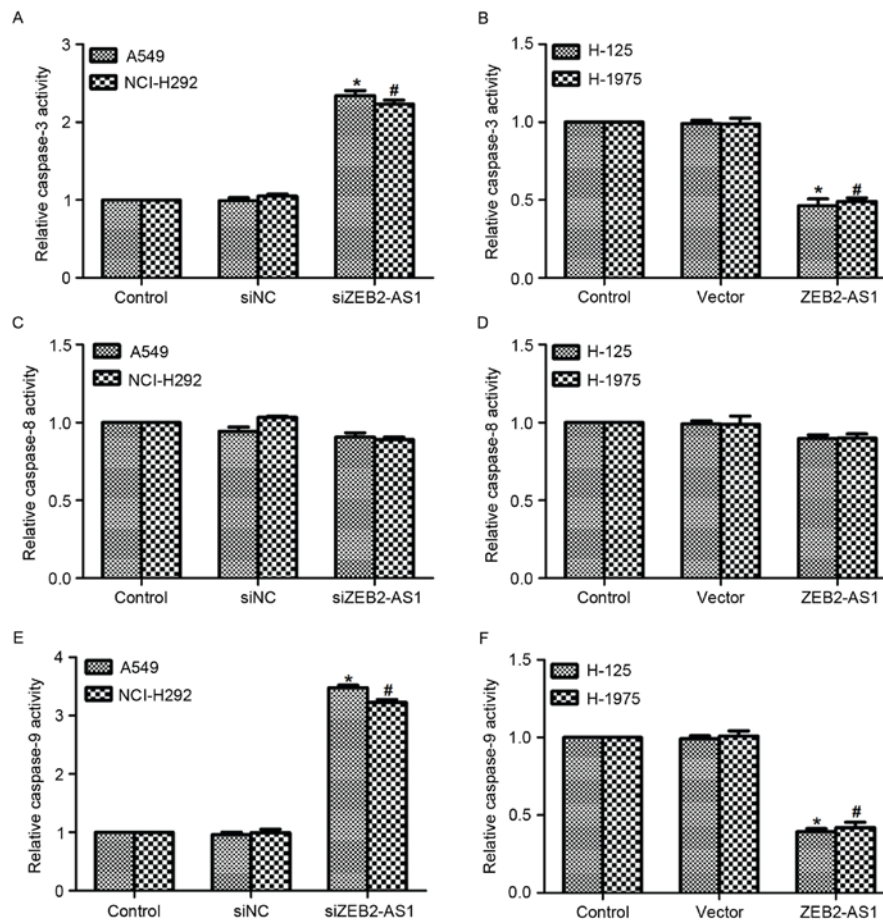 A
Relative caspase-3 activity
3
2
1
0
A549
NCI-H292
*
#
Control siNC siZEB2-AS1
B
Relative caspase-3 activity
1.5
1.0
0.5
0.0
H-125
H-1975
*
#
Control Vector ZEB2-AS1
C
Relative caspase-8 activity
1.5
1.0
0.5
0.0
A549
NCI-H292
Control siNC siZEB2-AS1
D
Relative caspase-8 activity
1.5
1.0
0.5
0.0
H-125
H-1975
Control Vector ZEB2-AS1
E
Relative caspase-9 activity
4
3
2
1
0
A549
NCI-H292
*
#
Control siNC siZEB2-AS1
F
Relative caspase-9 activity
1.5
1.0
0.5
0.0
H-125
H-1975
*
#
Control Vector ZEB2-AS1